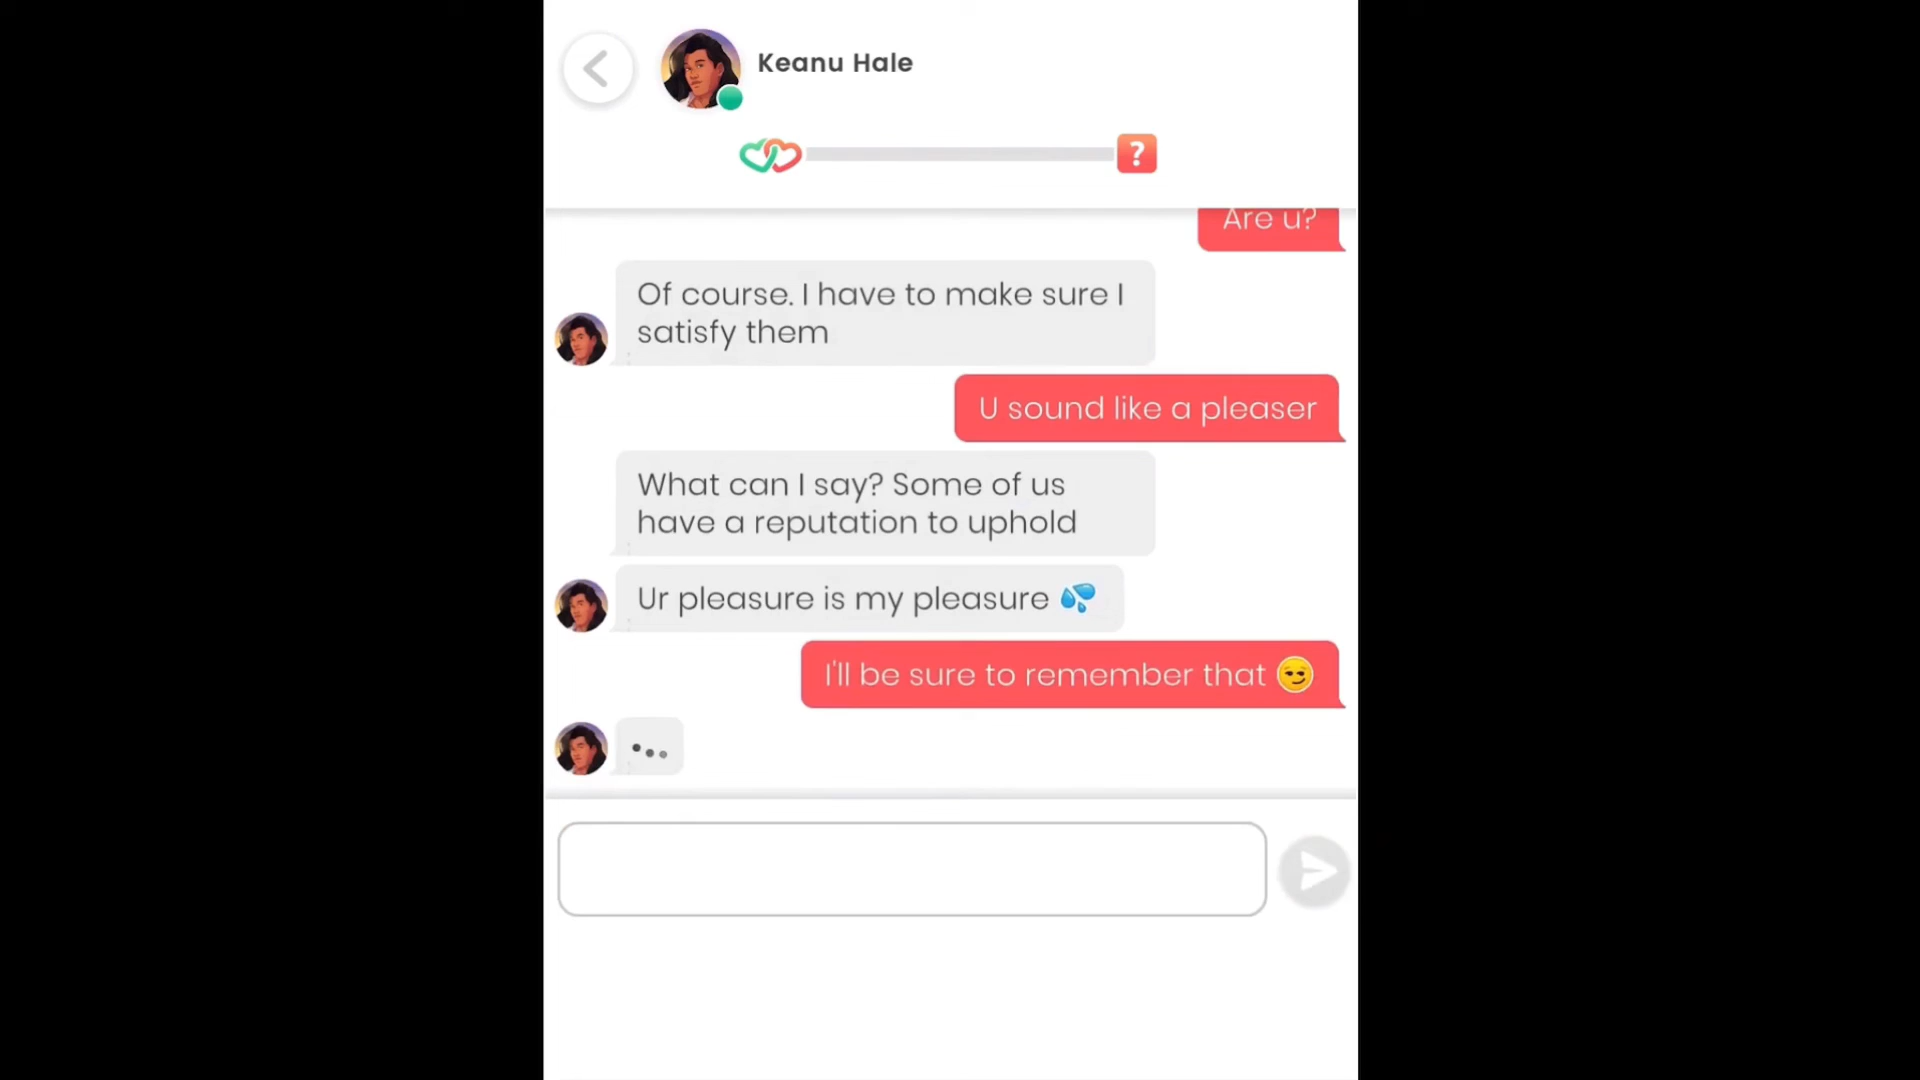 Keanu Hale
?
Are u?
Of course. I have to make sure I
satisfy them
U sound like a pleaser
What can I say? Some of us
have a reputation to uphold
Ur pleasure is my pleasure 💦
I'll be sure to remember that 😏